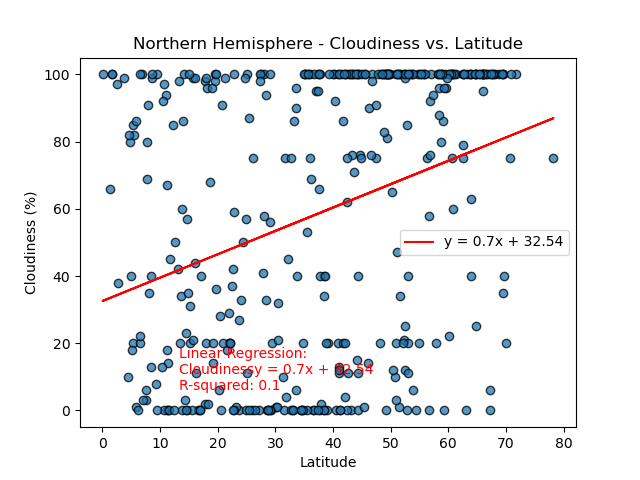 Northern Hemisphere - Cloudiness vs. Latitude
Cloudiness (%)
100
80
60
40
20
0
y = 0.7x + 32.54
Linear Regression:
Cloudinessy = 0.7x + 32.54
R-squared: 0.1
0 10 20 30 40 50 60 70 80
Latitude